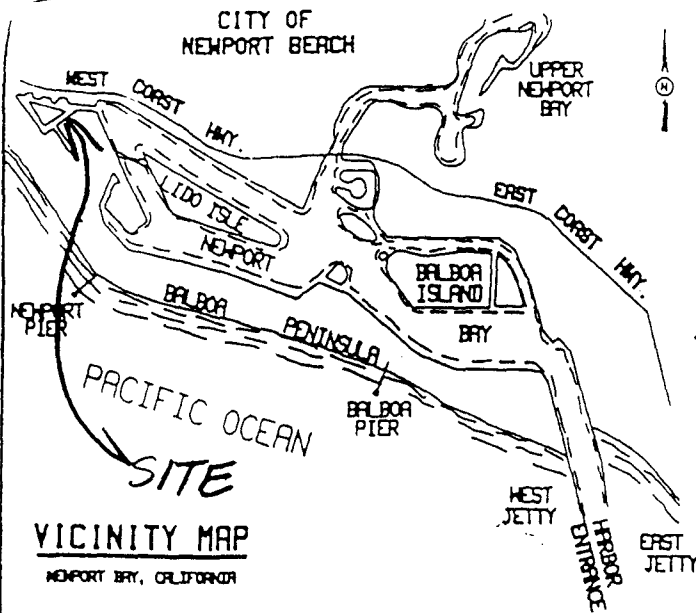 CITY OF
NEWPORT BEACH
UPPER
NEWPORT
BAY
N
WEST COAST HWY.
EAST COAST HWY.
LIDO ISLE
NEWPORT
BALBOA
ISLAND
BAY
NEWPORT
PIER
BALBOA PENINSULA
BALBOA
PIER
PACIFIC OCEAN
SITE
WEST
JETTY
HARBOR
ENTRANCE
EAST
JETTY
VICINITY MAP
NEWPORT BAY, CALIFORNIA